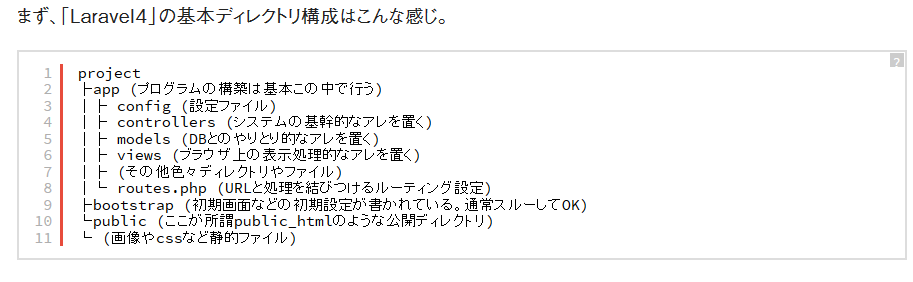 まず、「Laravel4」の基本ディレクトリ構成はこんな感じ。
?
1 project
2 ├app (プログラムの構築は基本この中で行う)
3 │ ├ config (設定ファイル)
4 │ ├ controllers (システムの基幹的なアレを置く)
5 │ ├ models (DBとのやりとり的なアレを置く)
6 │ ├ views (ブラウザ上の表示処理的なアレを置く)
7 │ ├ (その他色々ディレクトリやファイル)
8 │ └ routes.php (URLと処理を結びつけるルーティング設定)
9 ├bootstrap (初期画面などの初期設定が書かれている。通常スルーしてOK)
10 └public (ここが所謂public_htmlのような公開ディレクトリ)
11 └ (画像やcssなど静的ファイル)